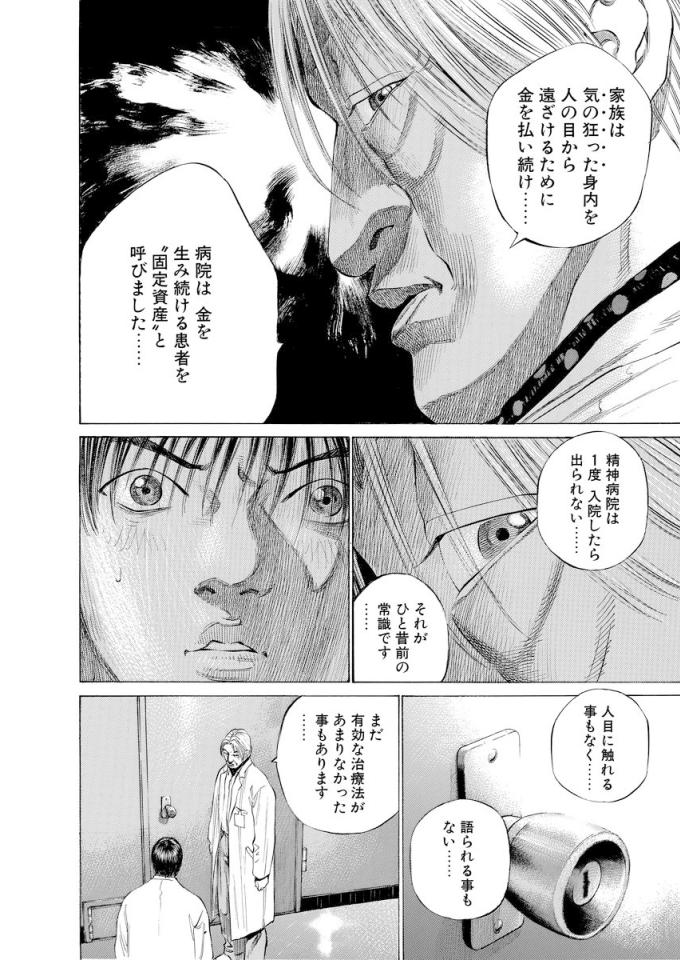 家族は
気の狂った身内を
人の目から
遠ざけるために
金を払い続け……
病院は 金を
生み続ける患者を
〝固定資産〟と
呼びました……
精神病院は
1度 入院したら
出られない……
それが
ひと昔前の
常識です
……
人目に触れる
事もなく……
語られる事も
ない……
まだ
有効な治療法が
あまりなかった
事もあります
……